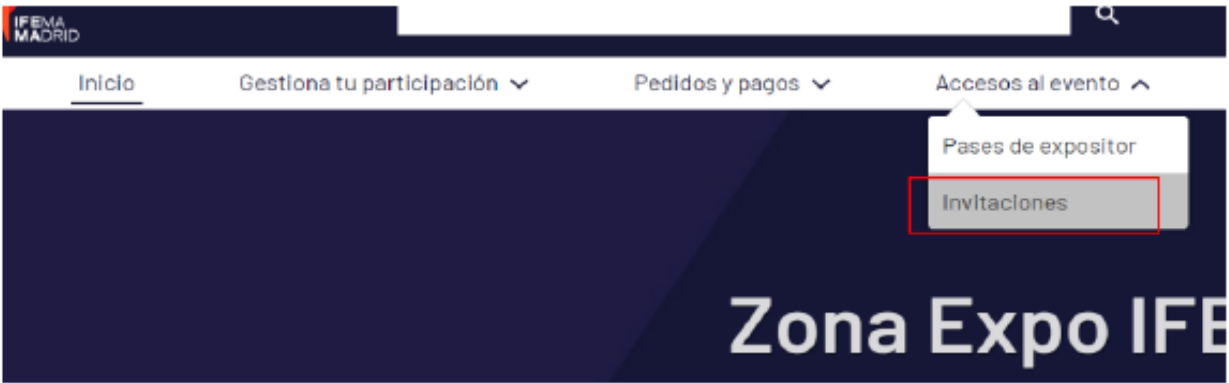 IFEMA
MADRID
Inicio
Gestiona tu participación
Pedidos y pagos
Accesos al evento
Pases de expositor
Invitaciones
Zona Expo IFE